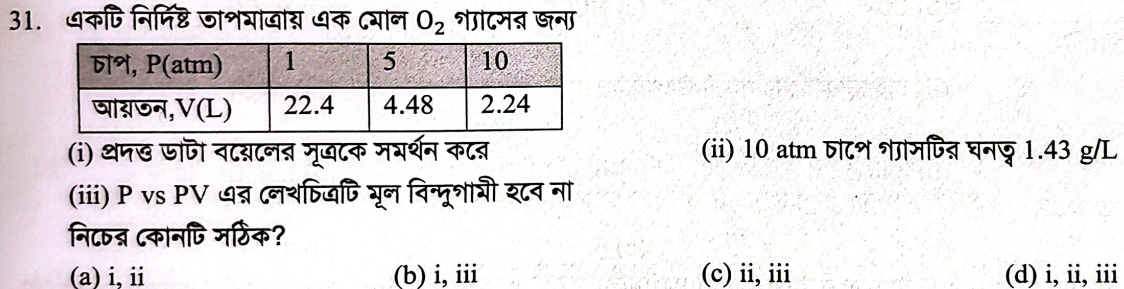 31. একটি নির্দিষ্ট তাপমাত্রায় এক মোল O₂ গ্যাসের জন্য
চাপ, P(atm) 1 5 10
আয়তন,V(L) 22.4 4.48 2.24
(i) প্রদত্ত ডাটা বয়েলের সূত্রকে সমর্থন করে (ii) 10 atm চাপে গ্যাসটির ঘনত্ব 1.43 g/L
(iii) P vs PV এর লেখচিত্রটি মূল বিন্দুগামী হবে না
নিচের কোনটি সঠিক?
(a) i, ii (b) i, iii (c) ii, iii (d) i, ii, iii